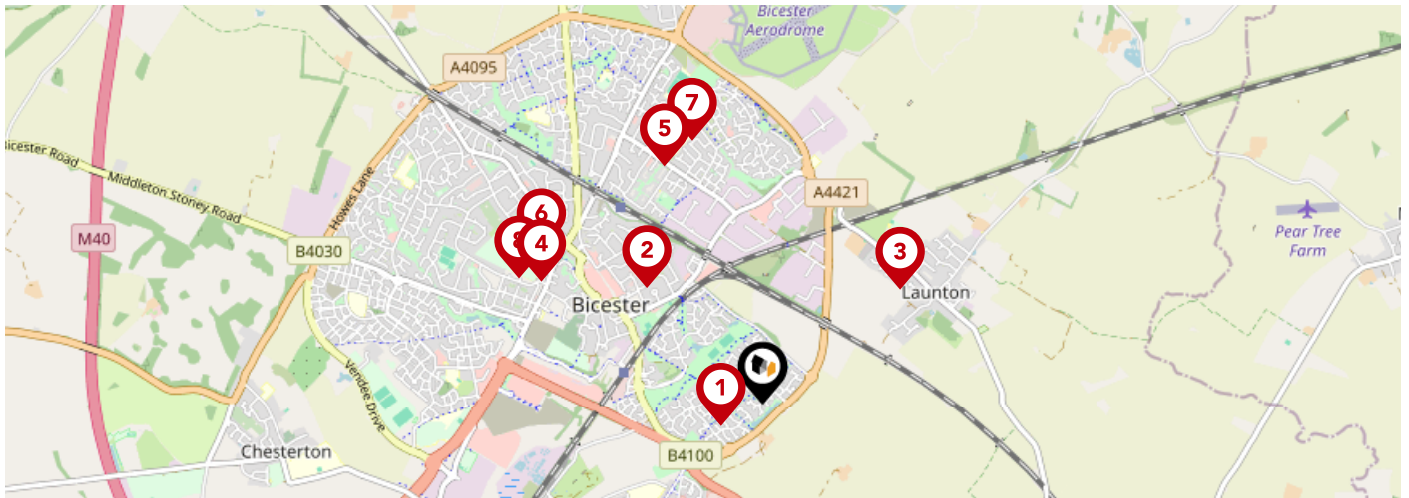 Bicester
Aerodrome
A4095
7
5
Bicester Road
Middleton Stoney Road
Howes Lane
A4421
6
8
4
2
3
M40
B4030
Pear Tree
Farm
Launton
Bicester
1
Vendee Drive
Chesterton
B4100